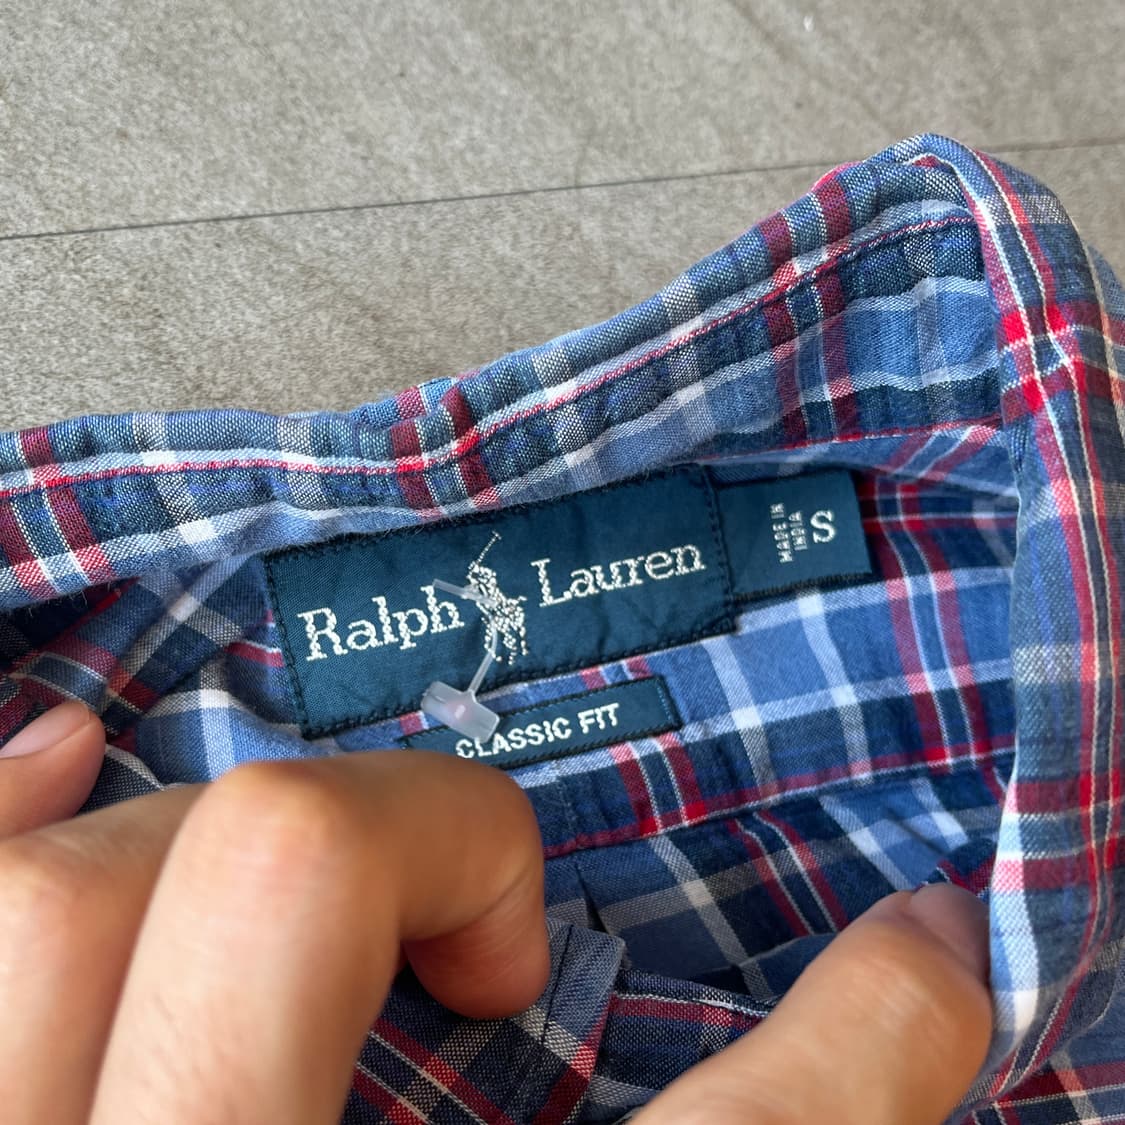 Ralph Lauren
MADE IN
INDIA
S
CLASSIC FIT